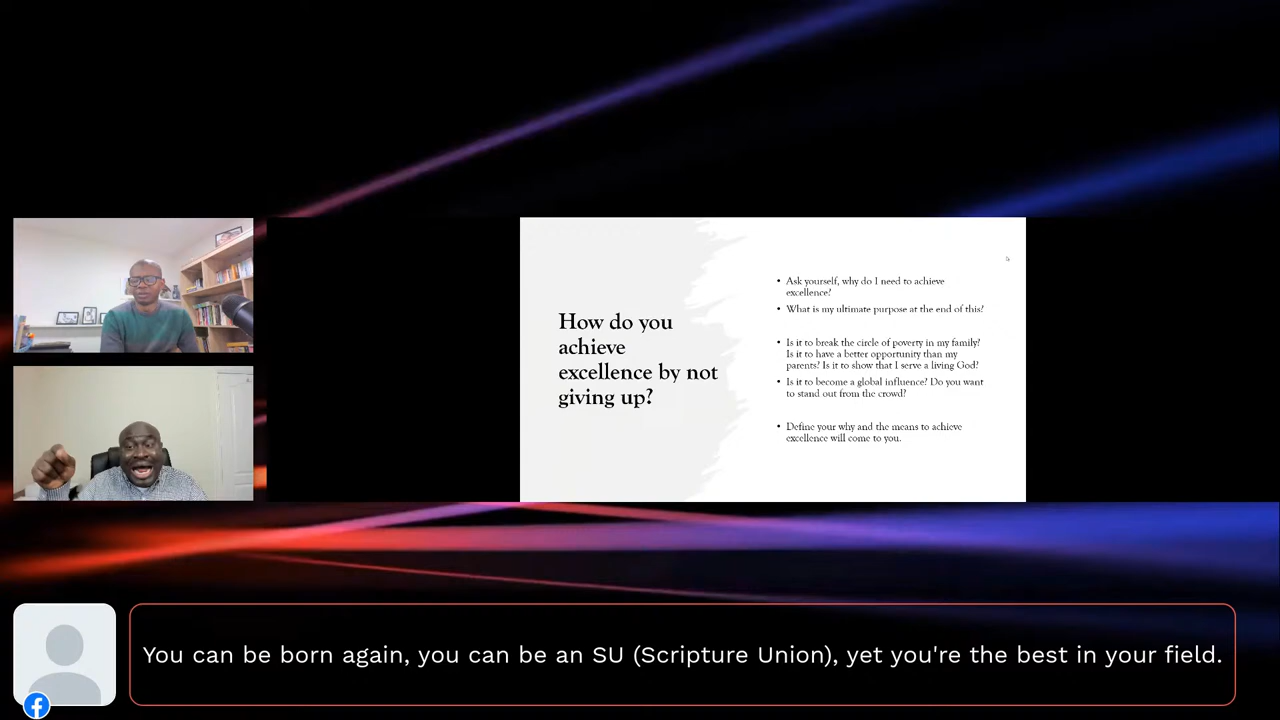 How do you
achieve
excellence by not
giving up?
• Ask yourself, why do I need to achieve
excellence?
• What is my ultimate purpose at the end of this?
• Is it to break the circle of poverty in my family?
Is it to have a better opportunity than my
parents? Is it to show that I serve a living God?
• Is it to become a global influence? Do you want
to stand out from the crowd?
• Define your why and the means to achieve
excellence will come to you.
You can be born again, you can be an SU (Scripture Union), yet you're the best in your field.